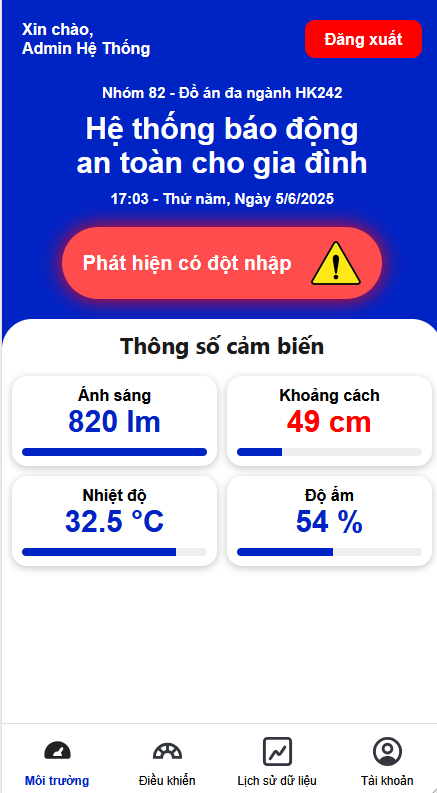 Xin chào,
Admin Hệ Thống
Đăng xuất
Nhóm 82 - Đồ án đa ngành HK242
Hệ thống báo động
an toàn cho gia đình
17:03 - Thứ năm, Ngày 5/6/2025
Phát hiện có đột nhập
Thông số cảm biến
Ánh sáng
820 lm
Khoảng cách
49 cm
Nhiệt độ
32.5 °C
Độ ẩm
54 %
Môi trường
Điều khiển
Lịch sử dữ liệu
Tài khoản